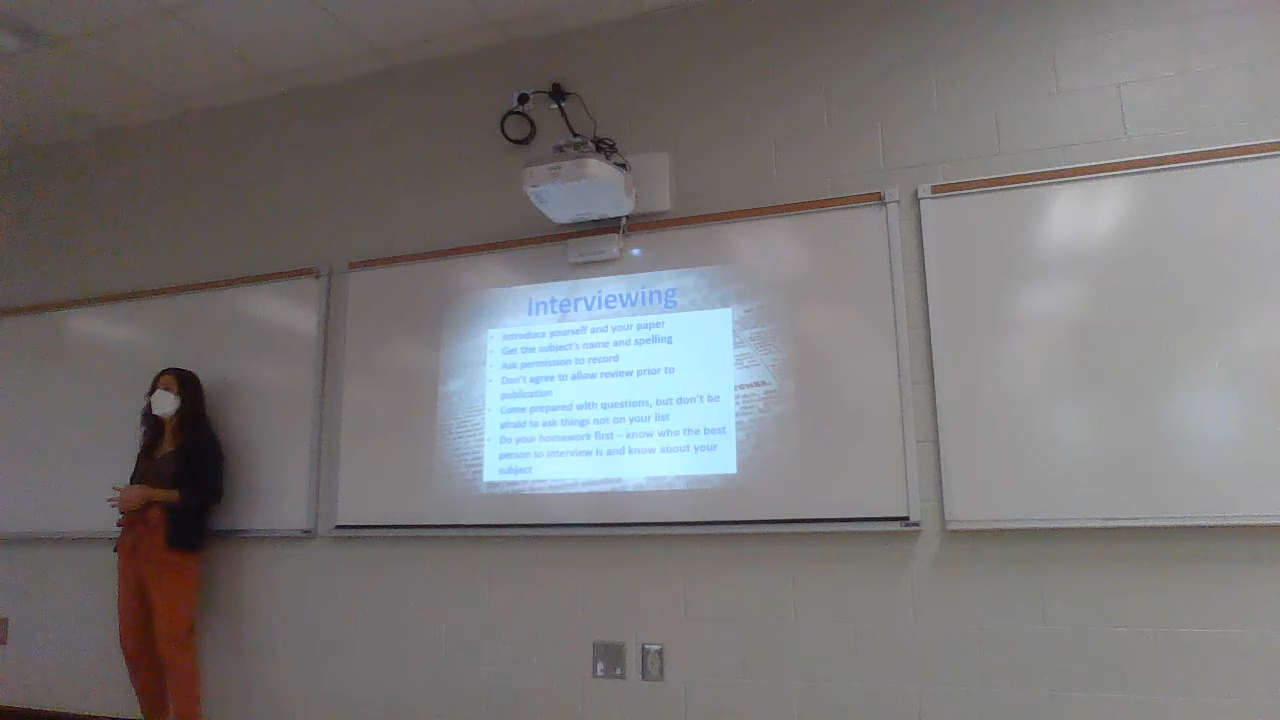 Interviewing
• Introduce yourself and your paper
• Get the subject's name and spelling
• Ask permission to record
• Don't agree to allow review prior to
publication
• Come prepared with questions, but don't be
afraid to ask things not on your list
• Do your homework first – know who the best
person to interview is and know about your
subject